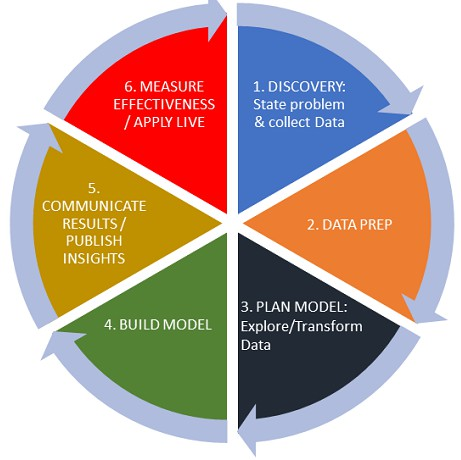 1. DISCOVERY:
State problem
& collect Data
2. DATA PREP
3. PLAN MODEL:
Explore/Transform
Data
4. BUILD MODEL
5.
COMMUNICATE
RESULTS /
PUBLISH
INSIGHTS
6. MEASURE
EFFECTIVENESS
/ APPLY LIVE